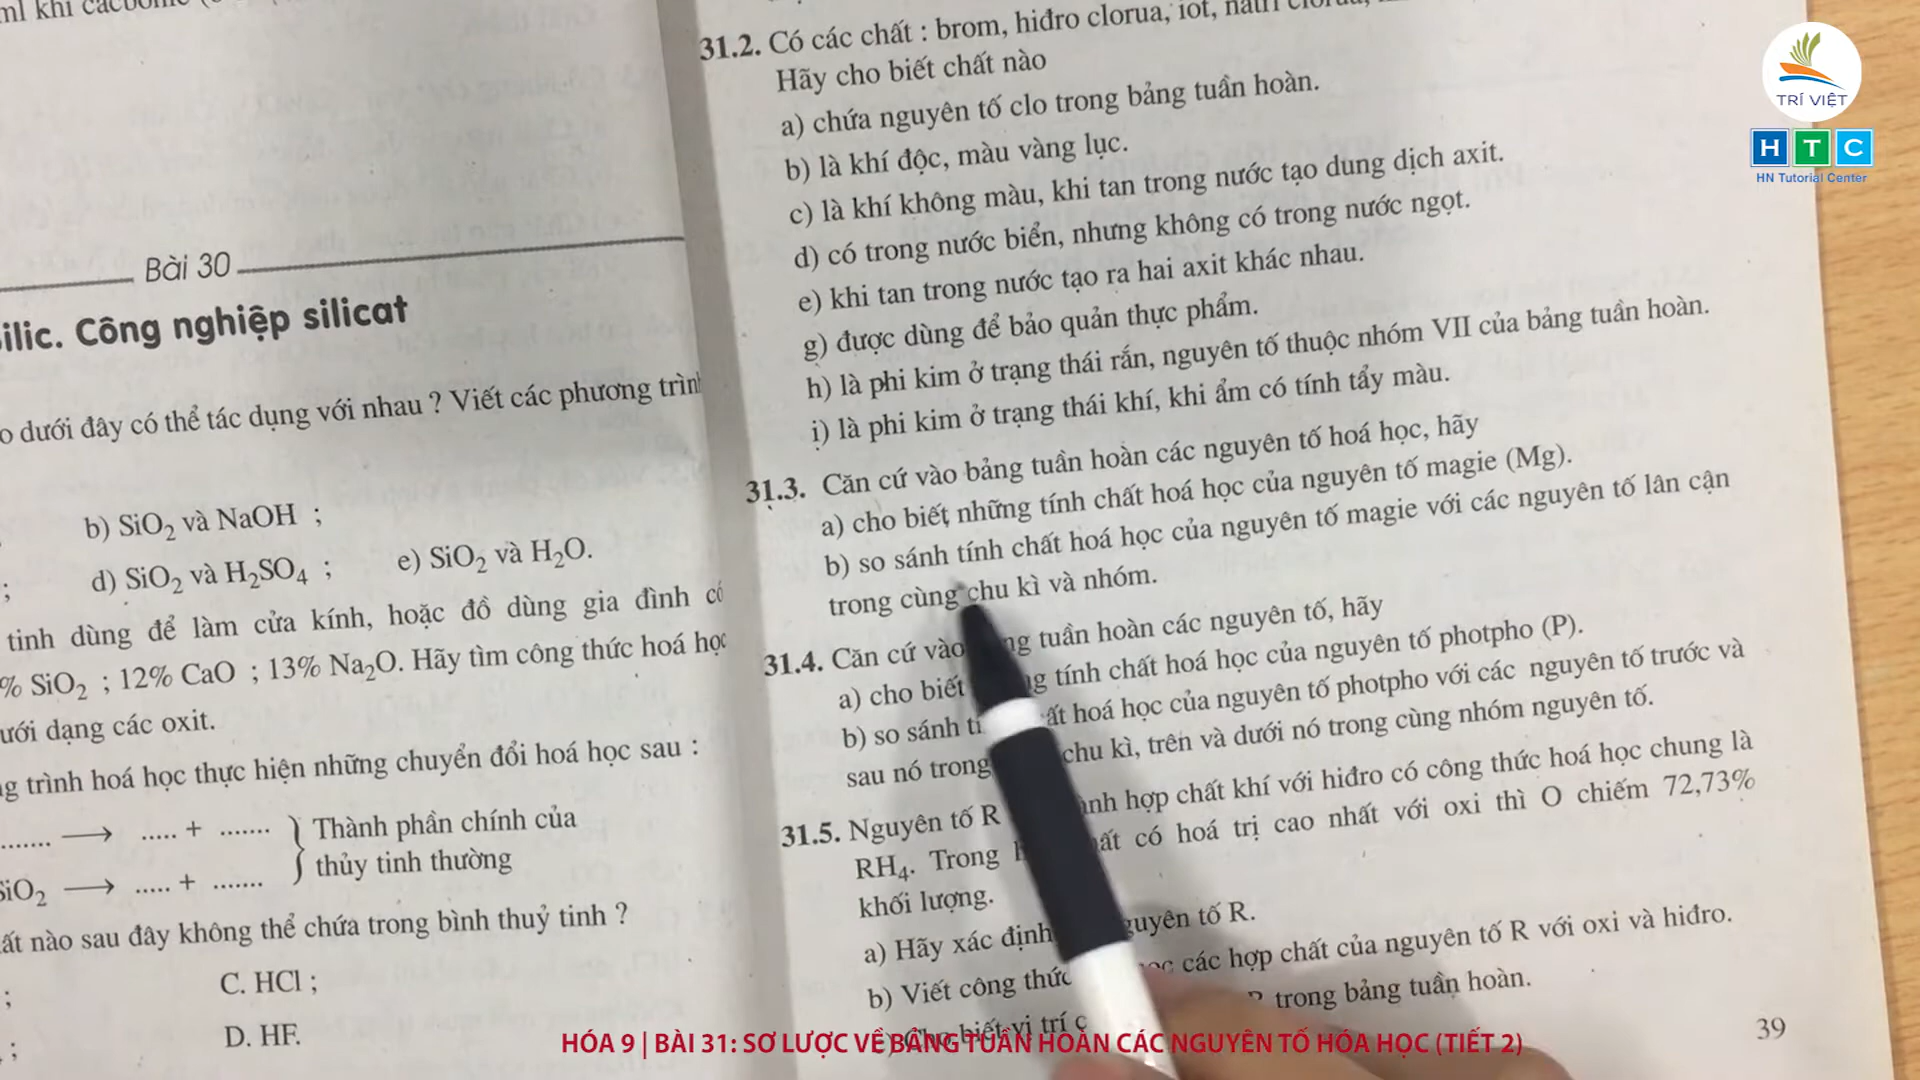 Bài 30
silic. Công nghiệp silicat
o dưới đây có thể tác dụng với nhau ? Viết các phương trình
b) SiO2 và NaOH ;
; d) SiO2 và H2SO4 ; e) SiO2 và H2O.
tinh dùng để làm cửa kính, hoặc đồ dùng gia đình có
% SiO2 ; 12% CaO ; 13% Na2O. Hãy tìm công thức hoá học
ưới dạng các oxit.
g trình hoá học thực hiện những chuyển đổi hoá học sau :
....... ⟶ ..... + ....... Thành phần chính của
SiO2 ⟶ ..... + ....... thủy tinh thường
ất nào sau đây không thể chứa trong bình thuỷ tinh ?
; C. HCl ;
; D. HF.
31.2. Có các chất : brom, hiđro clorua, iot, natri clorua,
Hãy cho biết chất nào
a) chứa nguyên tố clo trong bảng tuần hoàn.
b) là khí độc, màu vàng lục.
c) là khí không màu, khi tan trong nước tạo dung dịch axit.
d) có trong nước biển, nhưng không có trong nước ngọt.
e) khi tan trong nước tạo ra hai axit khác nhau.
g) được dùng để bảo quản thực phẩm.
h) là phi kim ở trạng thái rắn, nguyên tố thuộc nhóm VII của bảng tuần hoàn.
i) là phi kim ở trạng thái khí, khi ẩm có tính tẩy màu.
31.3. Căn cứ vào bảng tuần hoàn các nguyên tố hoá học, hãy
a) cho biết những tính chất hoá học của nguyên tố magie (Mg).
b) so sánh tính chất hoá học của nguyên tố magie với các nguyên tố lân cận
trong cùng chu kì và nhóm.
31.4. Căn cứ vào ng tuần hoàn các nguyên tố, hãy
a) cho biết g tính chất hoá học của nguyên tố photpho (P).
b) so sánh tí ất hoá học của nguyên tố photpho với các nguyên tố trước và
sau nó trong chu kì, trên và dưới nó trong cùng nhóm nguyên tố.
31.5. Nguyên tố R ành hợp chất khí với hiđro có công thức hoá học chung là
RH4. Trong h ất có hoá trị cao nhất với oxi thì O chiếm 72,73%
khối lượng.
a) Hãy xác định guyên tố R.
b) Viết công thức học các hợp chất của nguyên tố R với oxi và hiđro.
Cho biết vị trí c R trong bảng tuần hoàn.
39
TRÍ VIỆT
H T C
HN Tutorial Center
HÓA 9 | BÀI 31: SƠ LƯỢC VỀ BẢNG TUẦN HOÀN CÁC NGUYÊN TỐ HÓA HỌC (TIẾT 2)